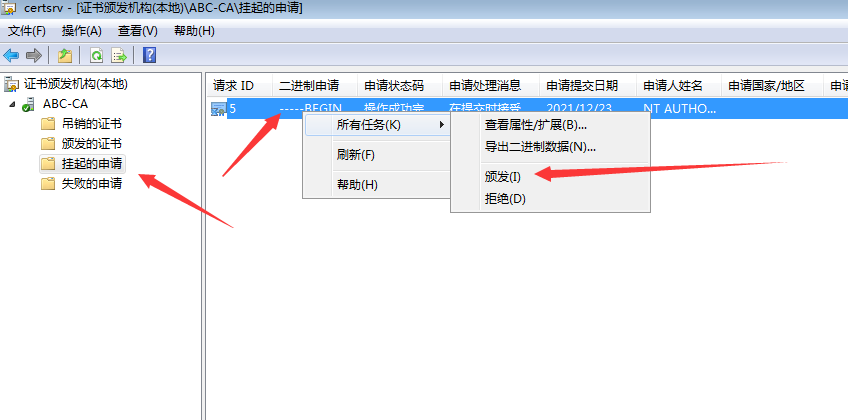 certsrv - [证书颁发机构(本地)\ABC-CA\挂起的申请]
文件(F) 操作(A) 查看(V) 帮助(H)
证书颁发机构(本地)
ABC-CA
吊销的证书
颁发的证书
挂起的申请
失败的申请
请求 ID 二进制申请 申请状态码 申请处理消息 申请提交日期 申请人姓名 申请国家/地区 申请
5 -----BEGIN 操作成功完 在提交时接受 2021/12/23 NT AUTHO...
所有任务(K)
刷新(F)
帮助(H)
查看属性/扩展(B)...
导出二进制数据(N)...
颁发(I)
拒绝(D)